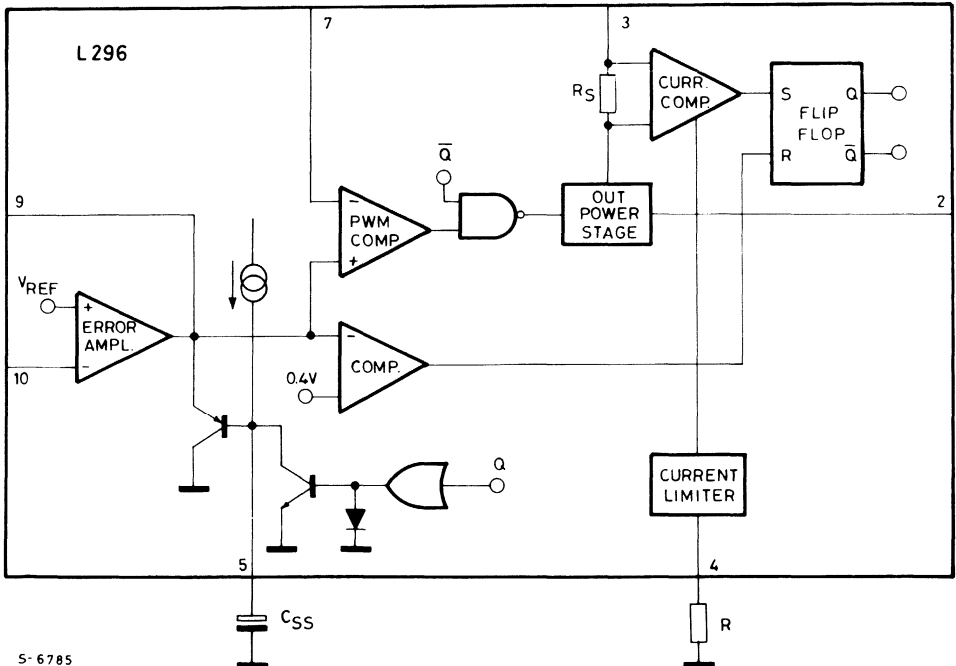 7
3
L296
RS
CURR.
COMP.
S
Q
FLIP
FLOP
R
Q̅
Q̅
9
2
-
PWM
COMP
+
OUT
POWER
STAGE
VREF
+
ERROR
AMPL.
-
10
-
COMP.
0.4V
Q
CURRENT
LIMITER
5
4
CSS
R
S-6785